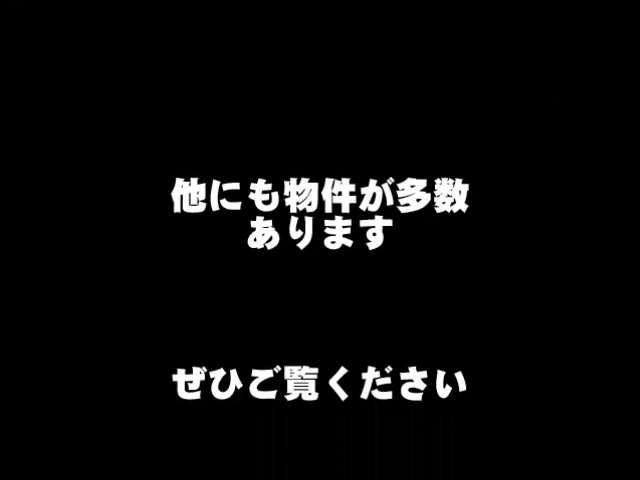 他にも物件が多数
あります
ぜひご覧ください